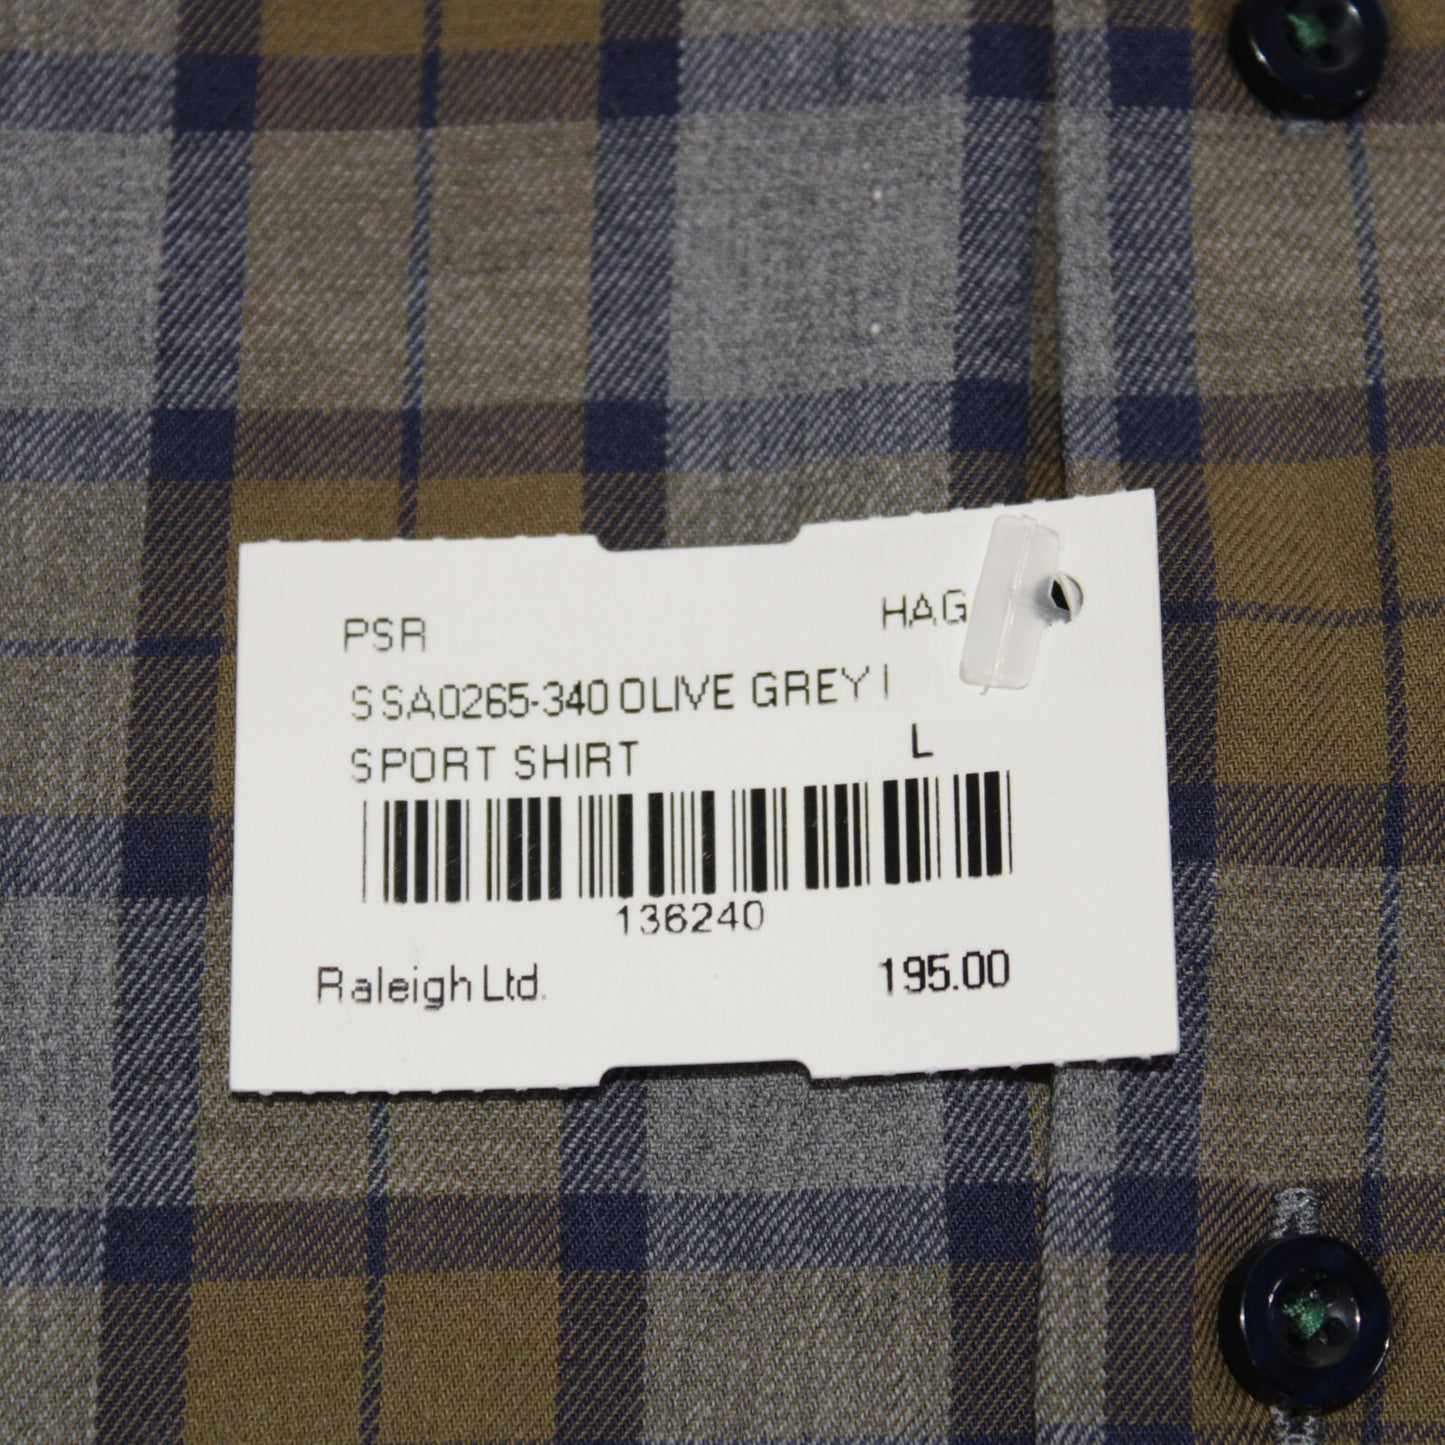 PSR HAG
SSA0265-340 OLIVE GREY I
SPORT SHIRT L
136240
Raleigh Ltd. 195.00